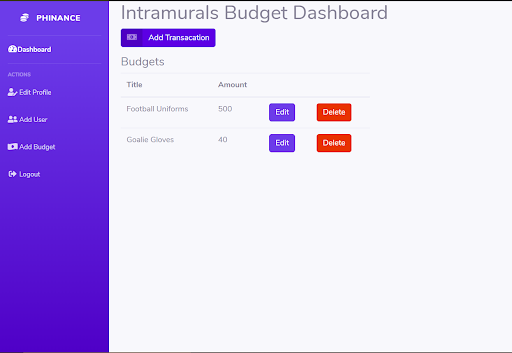 PHINANCE
Dashboard
ACTIONS
Edit Profile
Add User
Add Budget
Logout
Intramurals Budget Dashboard
Add Transacation
Budgets
Title Amount
Football Uniforms 500 Edit Delete
Goalie Gloves 40 Edit Delete